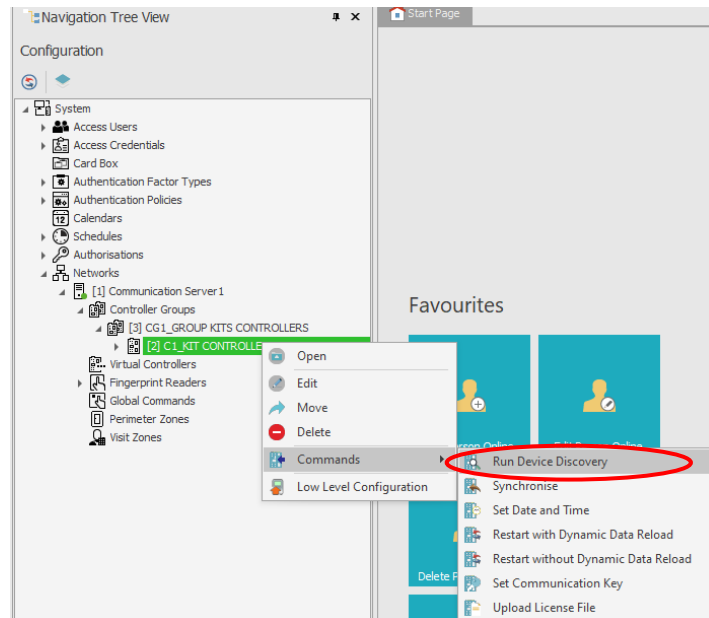 Navigation Tree View
Start Page
Configuration
System
Access Users
Access Credentials
Card Box
Authentication Factor Types
Authentication Policies
12 Calendars
Schedules
Authorisations
Networks
[1] Communication Server1
Controller Groups
[3] CG1_GROUP KITS CONTROLLERS
[2] C1_KIT CONTROLLE
Virtual Controllers
Fingerprint Readers
Global Commands
Perimeter Zones
Visit Zones
Favourites
Open
Edit
Move
Delete
Commands
Low Level Configuration
Online
Online
Run Device Discovery
Synchronise
Set Date and Time
Restart with Dynamic Data Reload
Restart without Dynamic Data Reload
Set Communication Key
Upload License File
Delete P